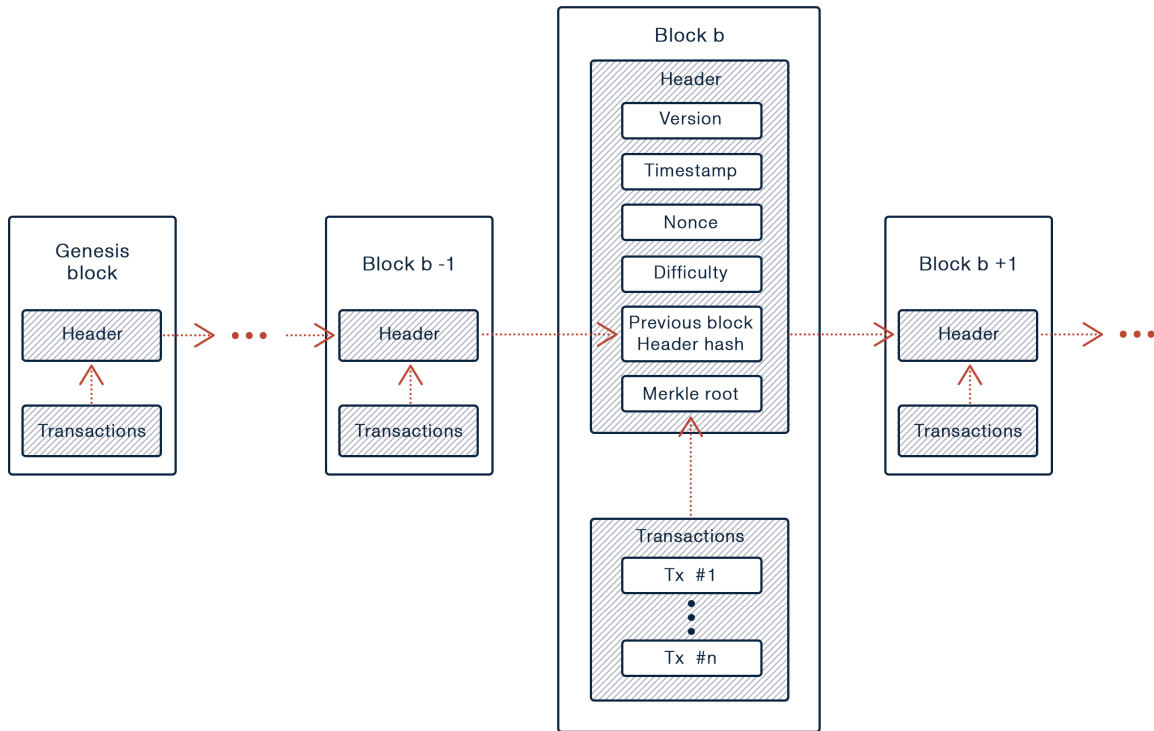 Genesis
block
Header
Transactions
Block b -1
Header
Transactions
Block b
Header
Version
Timestamp
Nonce
Difficulty
Previous block
Header hash
Merkle root
Transactions
Tx #1
Tx #n
Block b +1
Header
Transactions